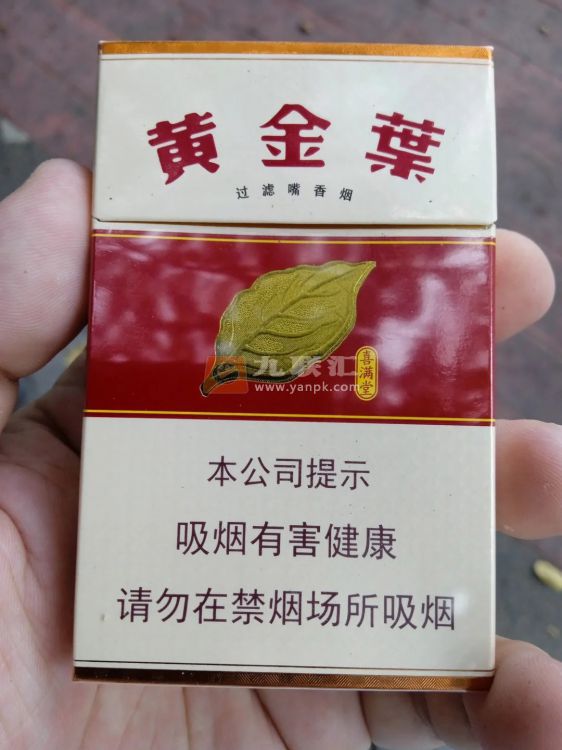 黄金葉
过滤嘴香烟
喜满堂
九联汇
www.yanpk.com
本公司提示
吸烟有害健康
请勿在禁烟场所吸烟